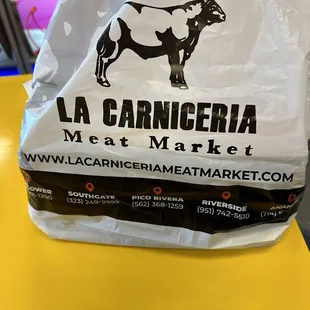 LA CARNICERIA
Meat Market
WWW.LACARNICERIAMEATMARKET.COM
SOUTHGATE PICO RIVERA RIVERSIDE
(323) 249-9999 (562) 368-1259 (951) 742-5510